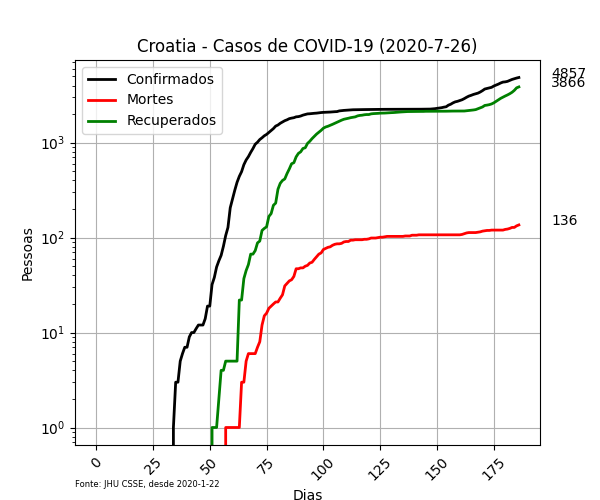 Croatia - Casos de COVID-19 (2020-7-26)
Confirmados
Mortes
Recuperados
4857
3866
136
10³
10²
10¹
10⁰
Pessoas
0
25
50
75
100
125
150
175
Fonte: JHU CSSE, desde 2020-1-22
Dias